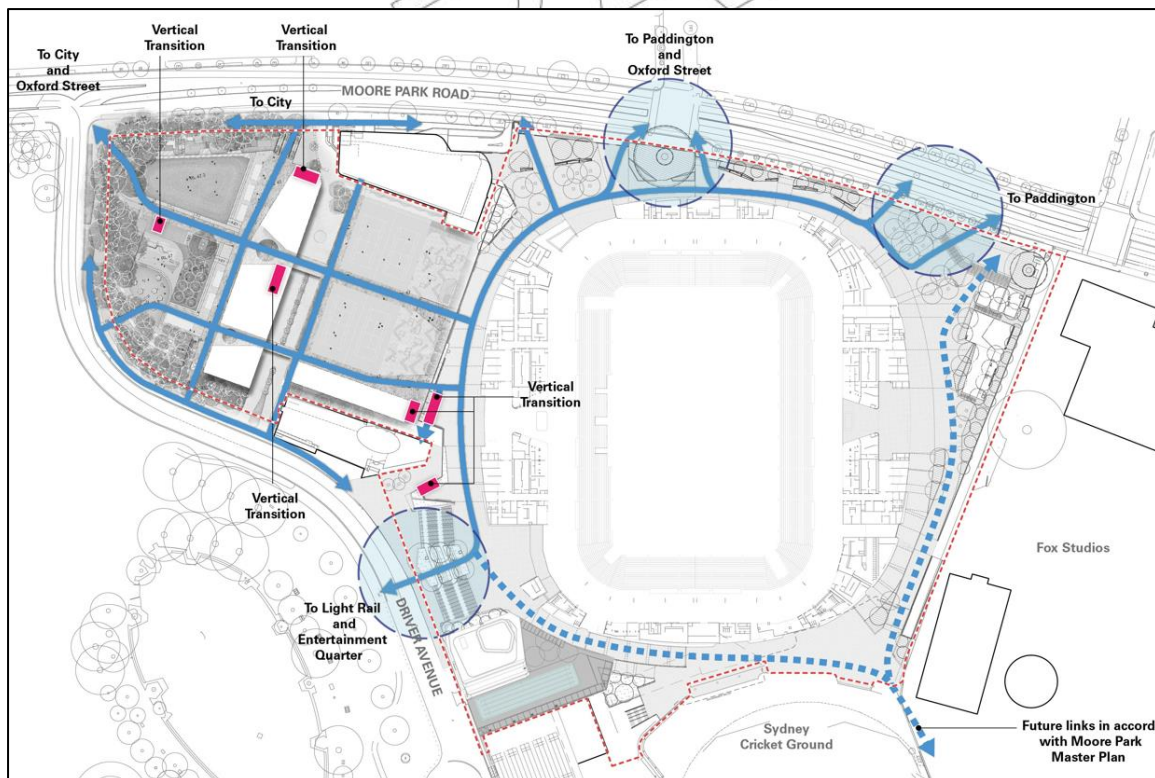 Vertical
Transition
Vertical
Transition
To Paddington
and
Oxford Street
To City
and
Oxford Street
MOORE PARK ROAD
To City
To Paddington
Vertical
Transition
Vertical
Transition
Fox Studios
To Light Rail
and
Entertainment
Quarter
DRIVER AVENUE
Sydney
Cricket Ground
Future links in accord
with Moore Park
Master Plan